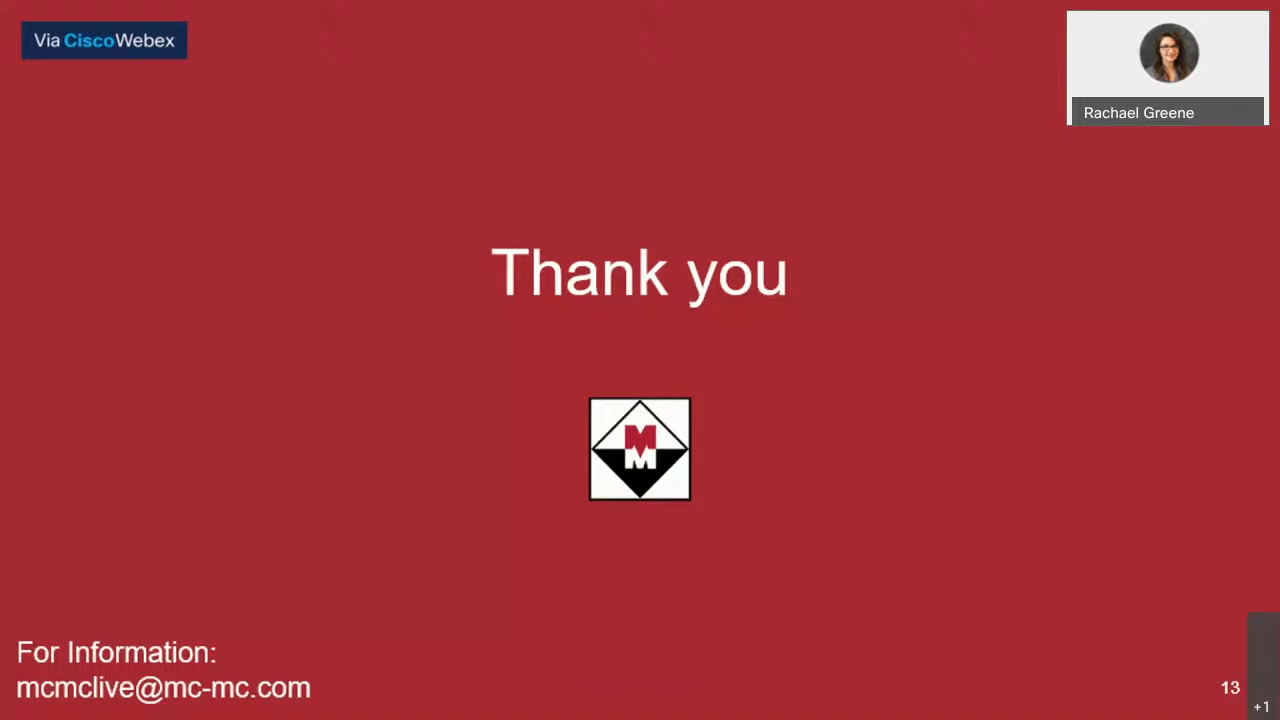 Via CiscoWebex
Rachael Greene
Thank you
M
M
For Information:
mcmclive@mc-mc.com
13
+1